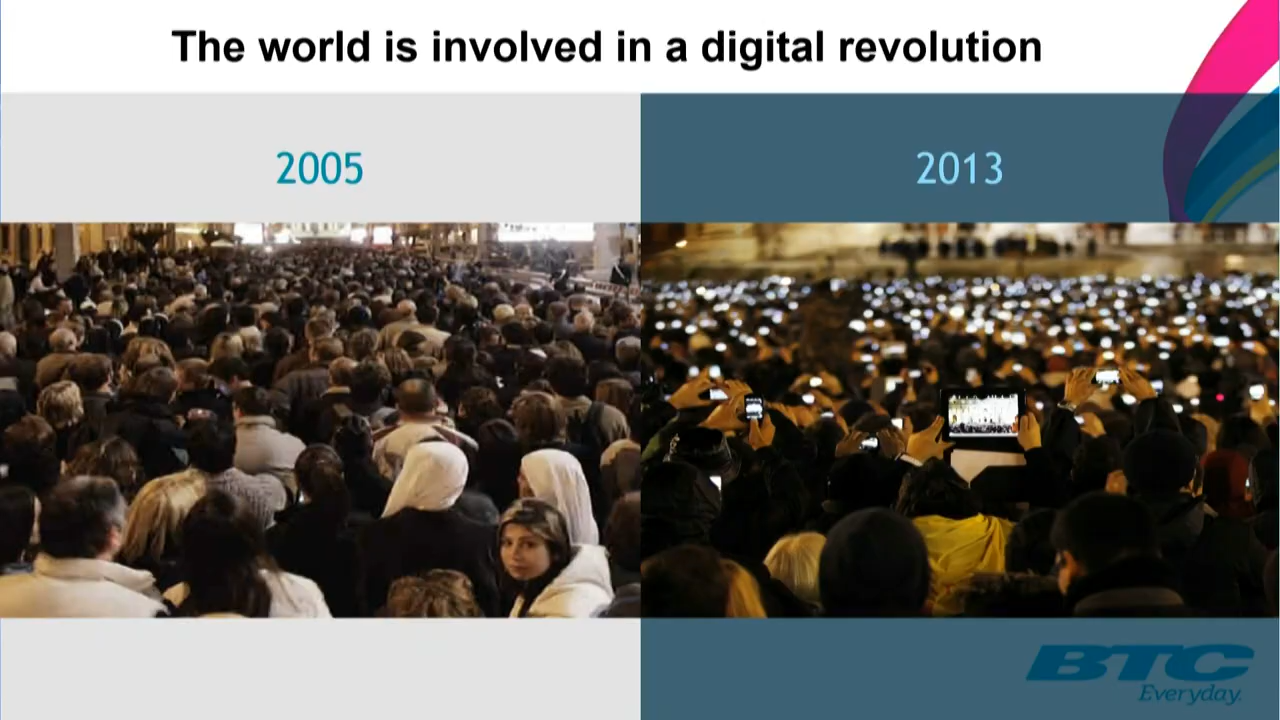 The world is involved in a digital revolution
2005
2013
BTC
Everyday.